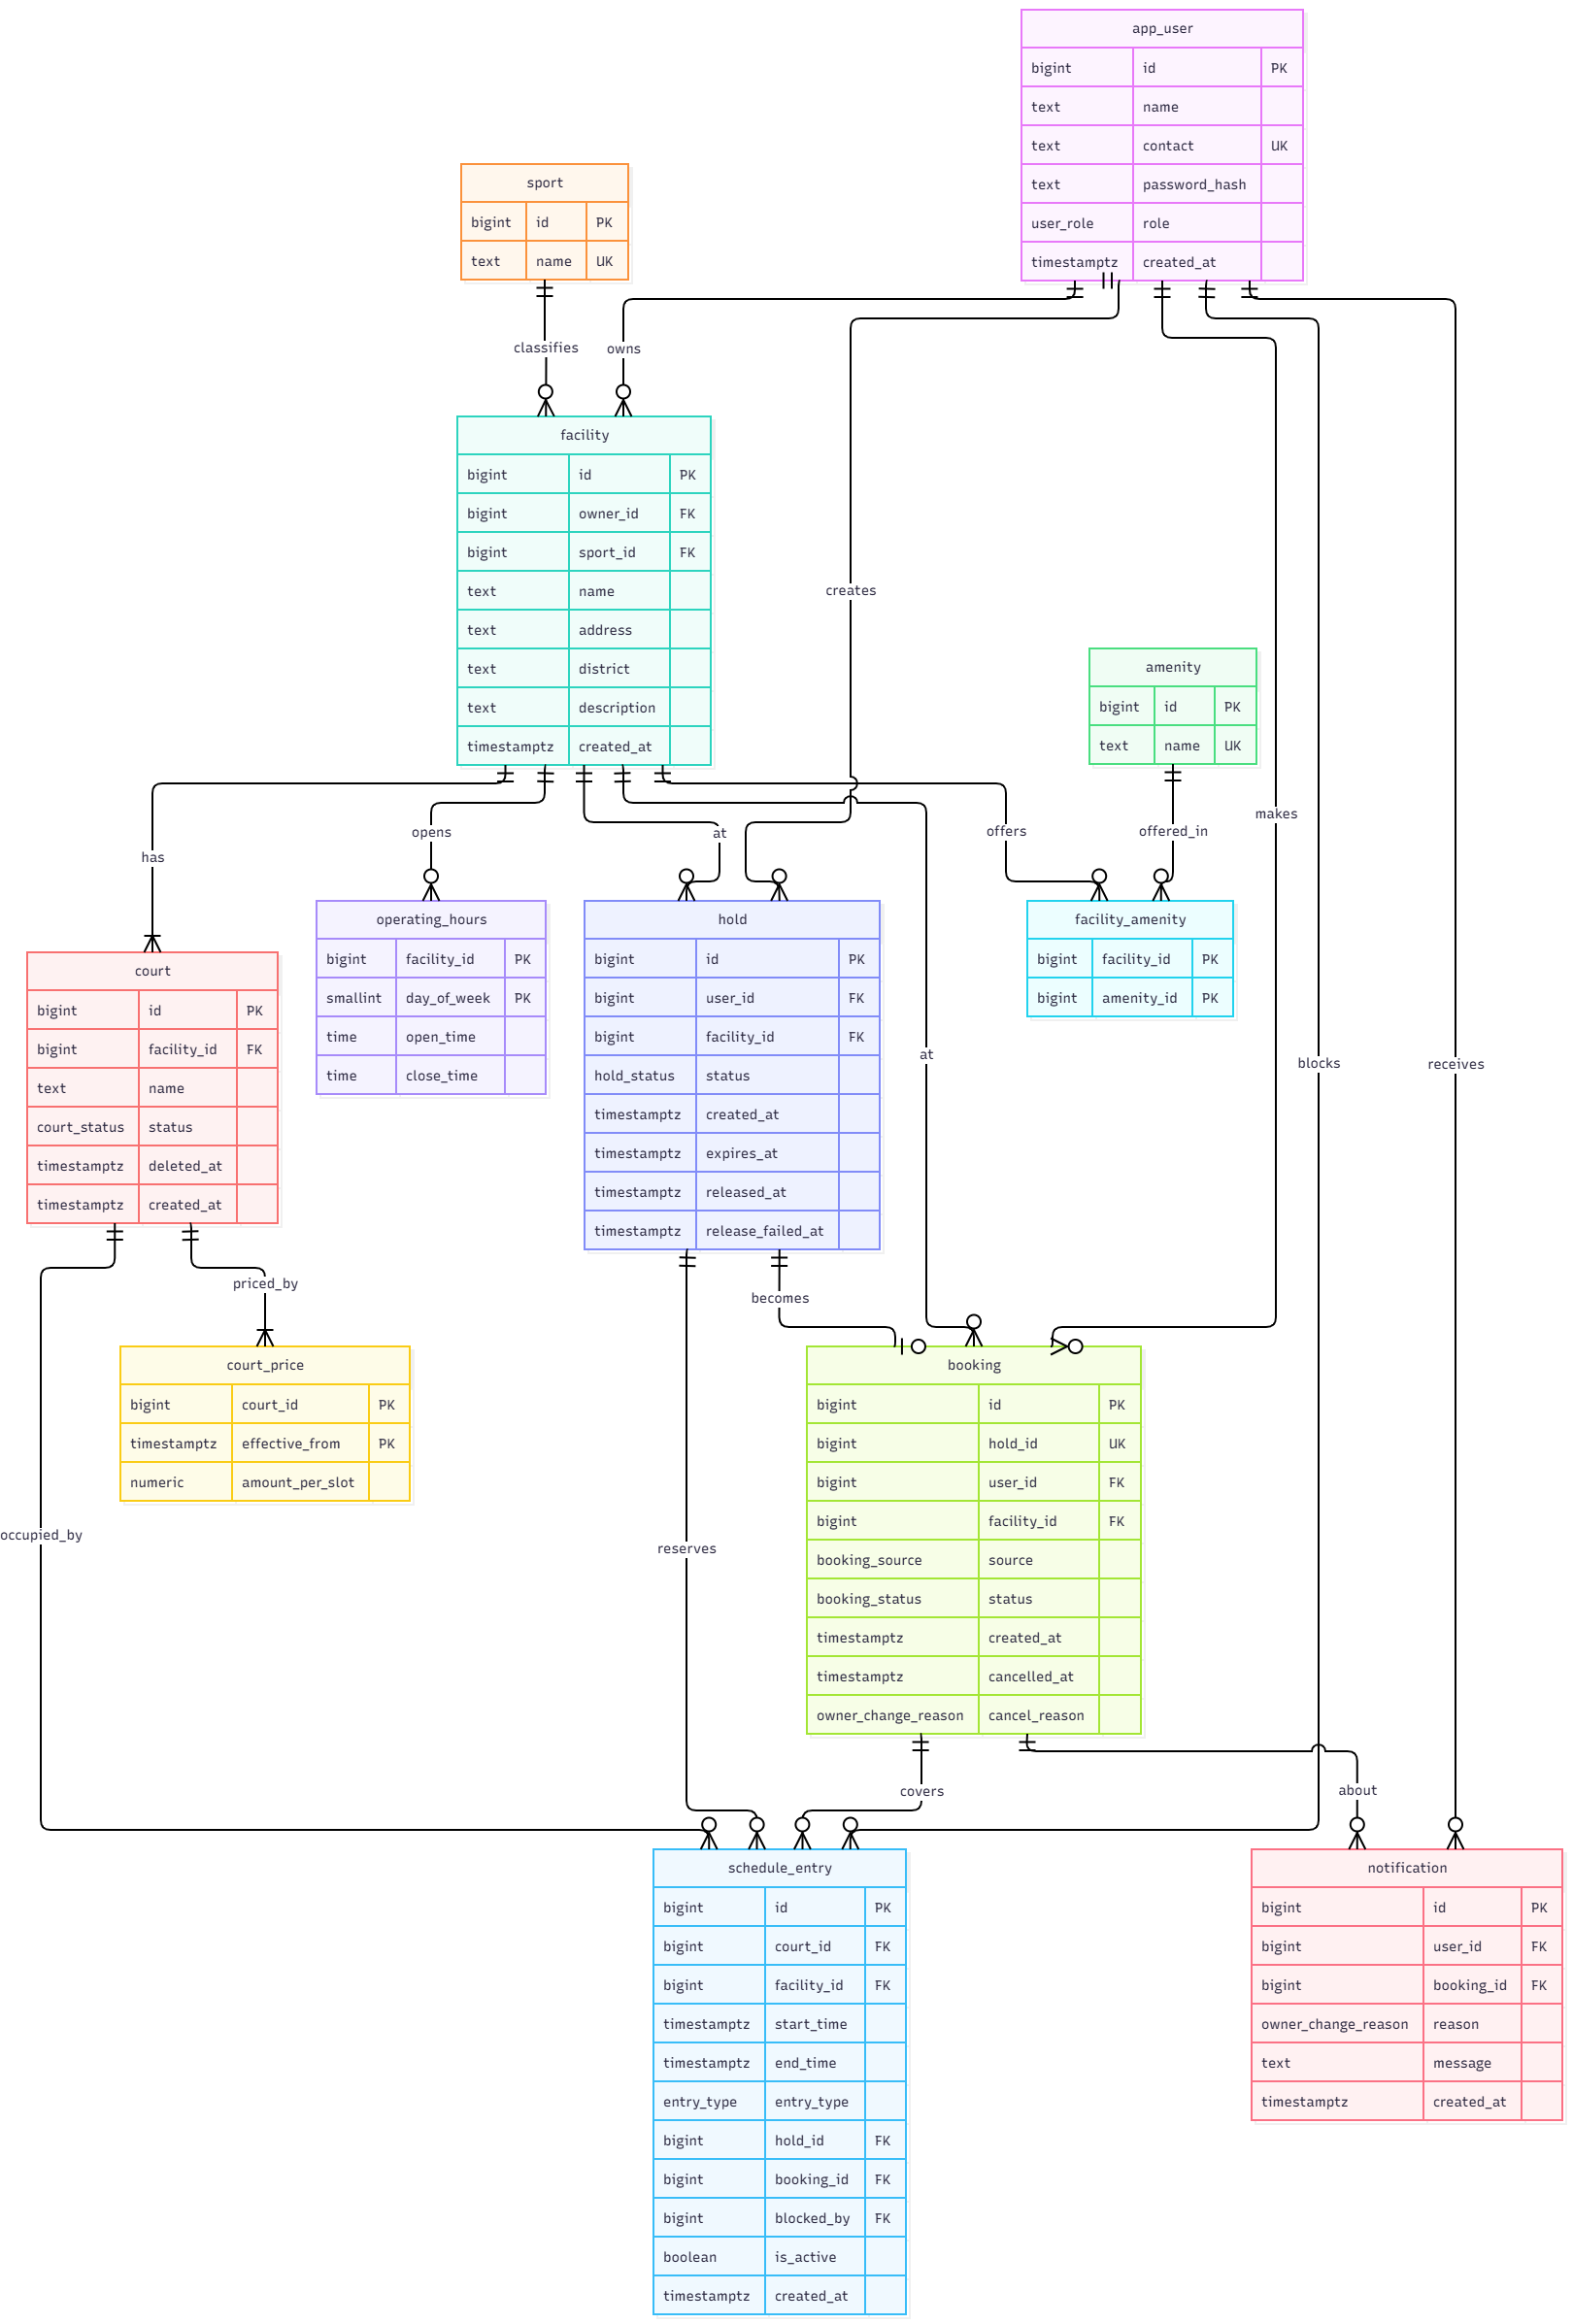 app_user
bigint id PK
text name
text contact UK
text password_hash
user_role role
timestamptz created_at
sport
bigint id PK
text name UK
classifies
owns
facility
bigint id PK
bigint owner_id FK
bigint sport_id FK
text name
text address
text district
text description
timestamptz created_at
creates
amenity
bigint id PK
text name UK
makes
has
opens
at
offers
offered_in
court
bigint id PK
bigint facility_id FK
text name
court_status status
timestamptz deleted_at
timestamptz created_at
operating_hours
bigint facility_id PK
smallint day_of_week PK
time open_time
time close_time
hold
bigint id PK
bigint user_id FK
bigint facility_id FK
hold_status status
timestamptz created_at
timestamptz expires_at
timestamptz released_at
timestamptz release_failed_at
facility_amenity
bigint facility_id PK
bigint amenity_id PK
at
blocks
receives
priced_by
becomes
court_price
bigint court_id PK
timestamptz effective_from PK
numeric amount_per_slot
occupied_by
reserves
booking
bigint id PK
bigint hold_id UK
bigint user_id FK
bigint facility_id FK
booking_source source
booking_status status
timestamptz created_at
timestamptz cancelled_at
owner_change_reason cancel_reason
covers
about
schedule_entry
bigint id PK
bigint court_id FK
bigint facility_id FK
timestamptz start_time
timestamptz end_time
entry_type entry_type
bigint hold_id FK
bigint booking_id FK
bigint blocked_by FK
boolean is_active
timestamptz created_at
notification
bigint id PK
bigint user_id FK
bigint booking_id FK
owner_change_reason reason
text message
timestamptz created_at